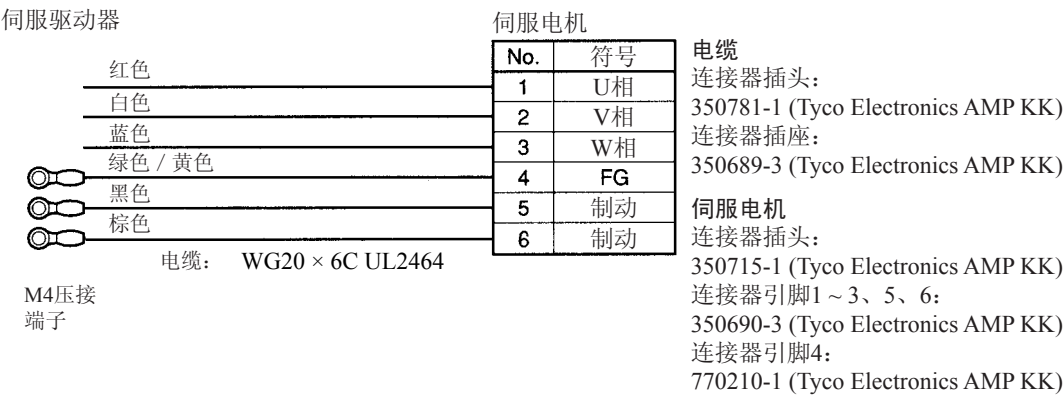 伺服驱动器
伺服电机
No. 符号
红色
1 U相
白色
2 V相
蓝色
3 W相
绿色 / 黄色
4 FG
黑色
5 制动
棕色
6 制动
电缆： WG20 × 6C UL2464
M4压接
端子
电缆
连接器插头：
350781-1 (Tyco Electronics AMP KK)
连接器插座：
350689-3 (Tyco Electronics AMP KK)
伺服电机
连接器插头：
350715-1 (Tyco Electronics AMP KK)
连接器引脚1 ~ 3、5、6：
350690-3 (Tyco Electronics AMP KK)
连接器引脚4：
770210-1 (Tyco Electronics AMP KK)